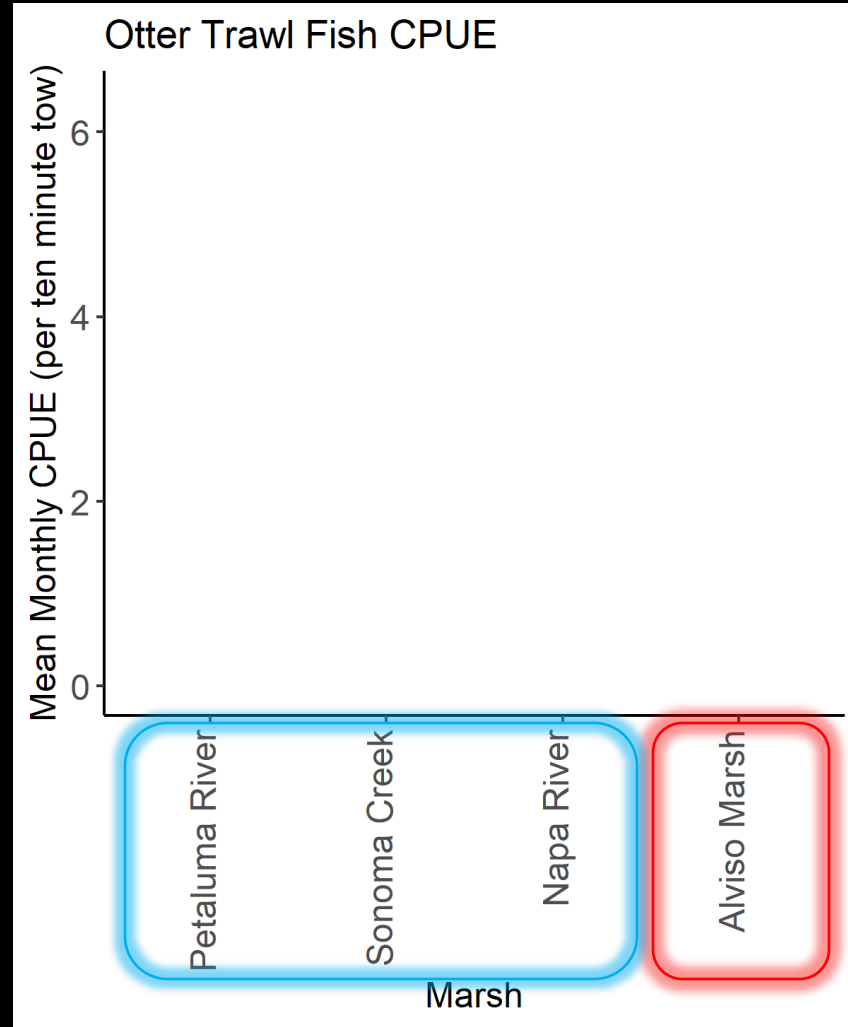 Otter Trawl Fish CPUE
Mean Monthly CPUE (per ten minute tow)
6
4
2
0
Petaluma River
Sonoma Creek
Napa River
Alviso Marsh
Marsh